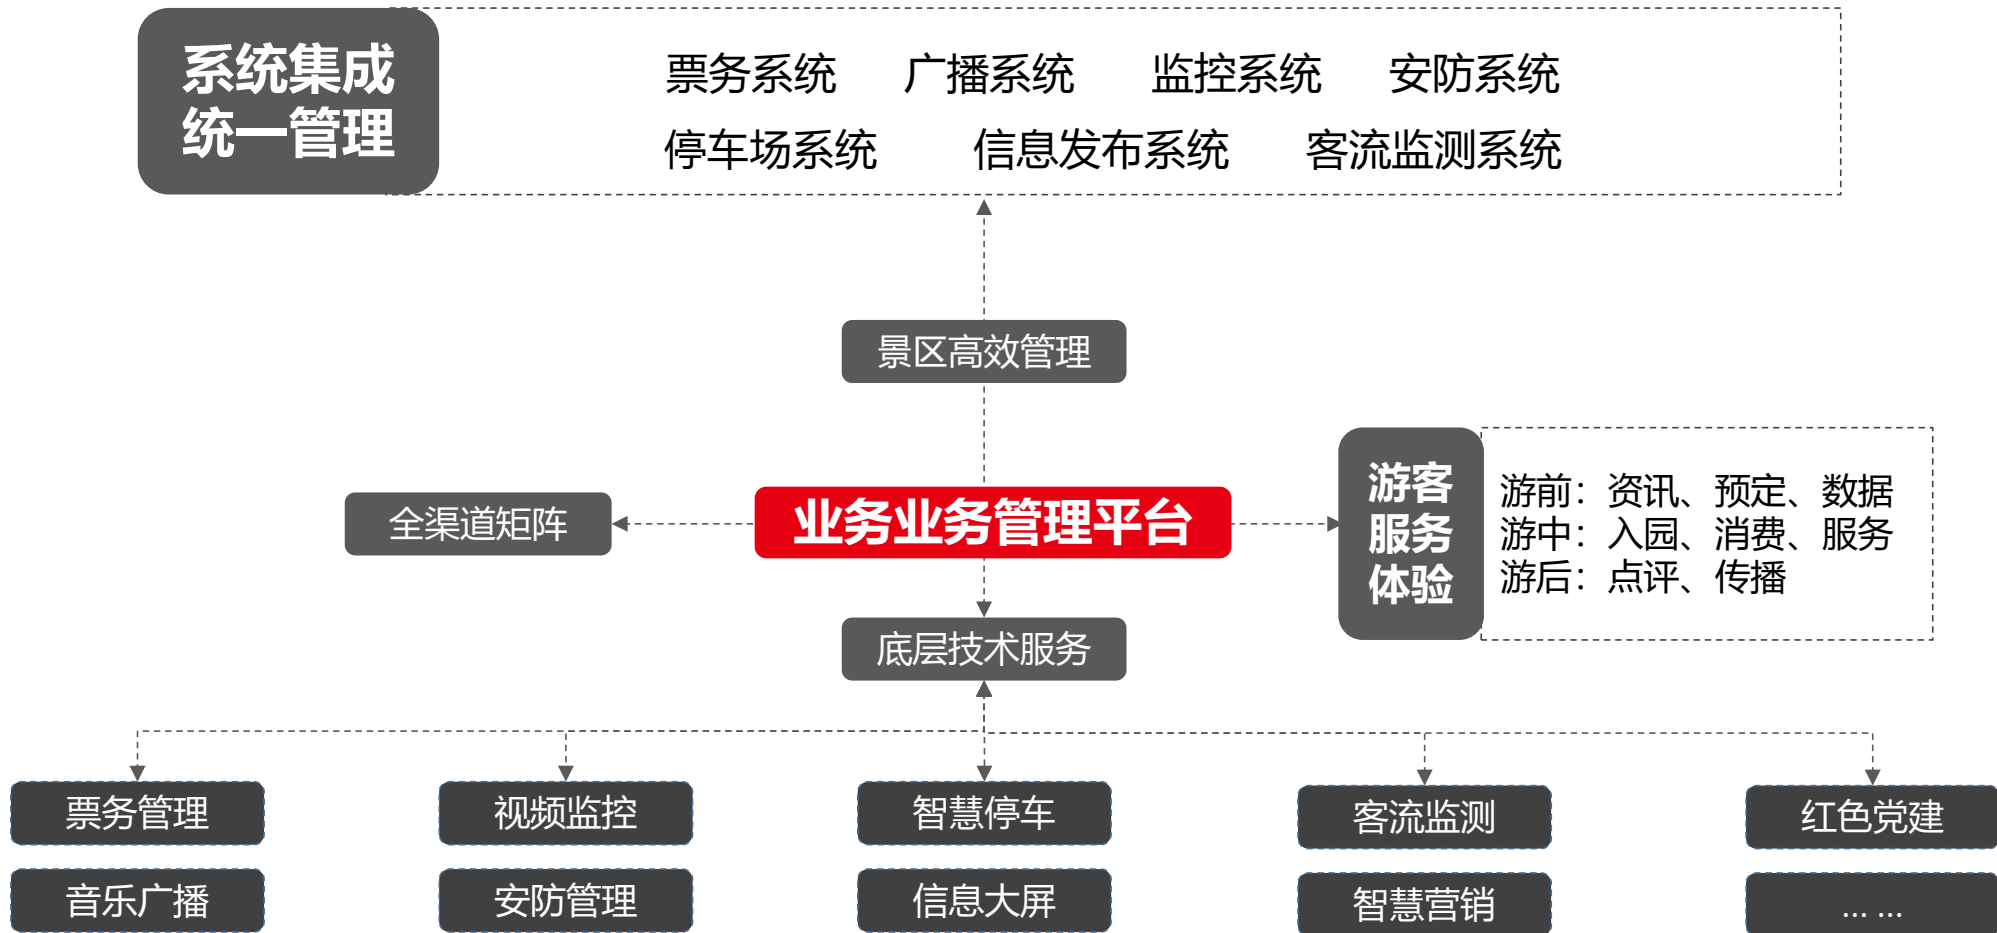 系统集成
统一管理
票务系统 广播系统 监控系统 安防系统
停车场系统 信息发布系统 客流监测系统
景区高效管理
全渠道矩阵
业务业务管理平台
游客
服务
体验
游前：资讯、预定、数据
游中：入园、消费、服务
游后：点评、传播
底层技术服务
票务管理
视频监控
智慧停车
客流监测
红色党建
音乐广播
安防管理
信息大屏
智慧营销
... ...